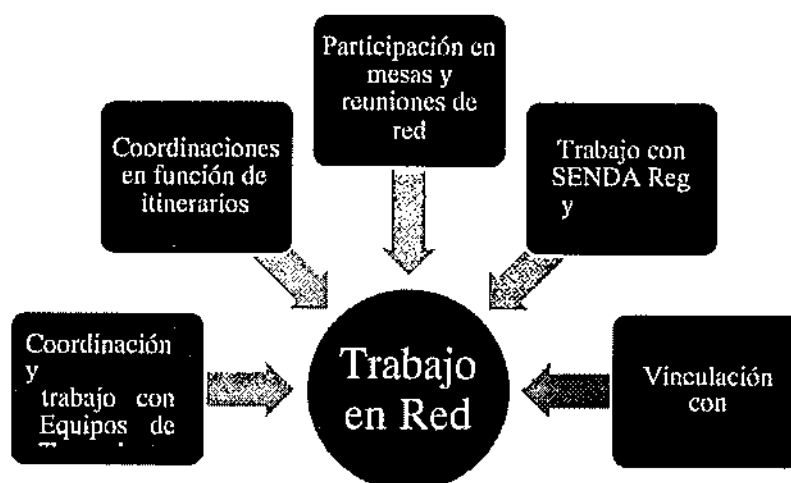 Participación en
mesas y
reuniones de
red
Coordinaciones
en función de
itinerarios
Trabajo con
SENDA Reg
y
Coordinación
y
trabajo con
Equipos de
Trabajo
en Red
Vinculación
con